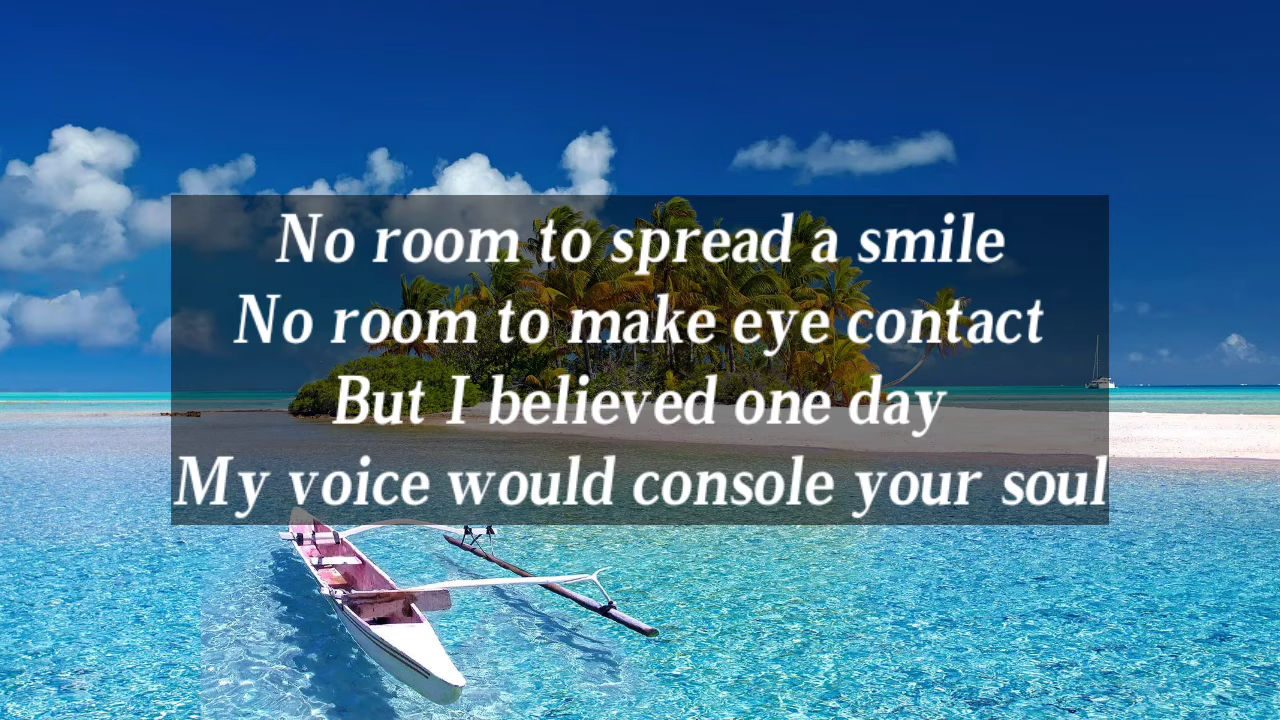 No room to spread a smile
No room to make eye contact
But I believed one day
My voice would console your soul